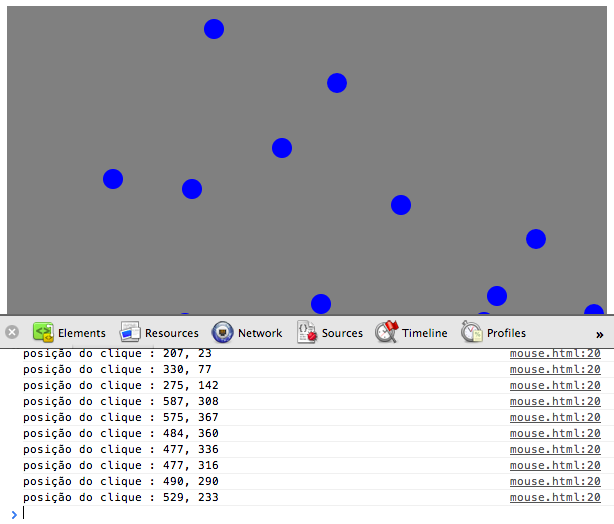 Elements Resources Network Sources Timeline Profiles »
posição do clique : 207, 23 mouse.html:20
posição do clique : 330, 77 mouse.html:20
posição do clique : 275, 142 mouse.html:20
posição do clique : 587, 308 mouse.html:20
posição do clique : 575, 367 mouse.html:20
posição do clique : 484, 360 mouse.html:20
posição do clique : 477, 336 mouse.html:20
posição do clique : 477, 316 mouse.html:20
posição do clique : 490, 290 mouse.html:20
posição do clique : 529, 233 mouse.html:20